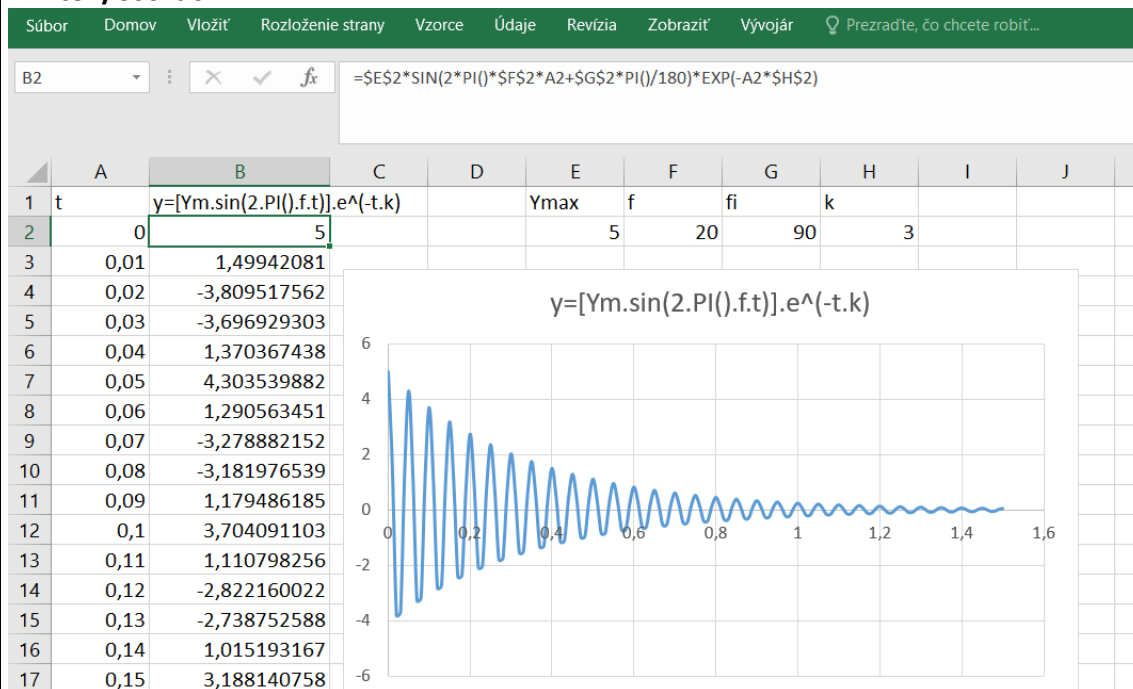 Súbor Domov Vložiť Rozloženie strany Vzorce Údaje Revízia Zobraziť Vývojár Prezraďte, čo chcete robiť...
B2 fx =$E$2*SIN(2*PI()*$F$2*A2+$G$2*PI()/180)*EXP(-A2*$H$2)
A B C D E F G H I J
1 t y=[Ym.sin(2.PI().f.t)].e^(-t.k) Ymax f fi k
2 0 5 5 20 90 3
3 0,01 1,49942081
4 0,02 -3,809517562
5 0,03 -3,696929303
6 0,04 1,370367438
7 0,05 4,303539882
8 0,06 1,290563451
9 0,07 -3,278882152
10 0,08 -3,181976539
11 0,09 1,179486185
12 0,1 3,704091103
13 0,11 1,110798256
14 0,12 -2,822160022
15 0,13 -2,738752588
16 0,14 1,015193167
17 0,15 3,188140758
y=[Ym.sin(2.PI().f.t)].e^(-t.k)
6
4
2
0
-2
-4
-6
0 0,2 0,4 0,6 0,8 1 1,2 1,4 1,6